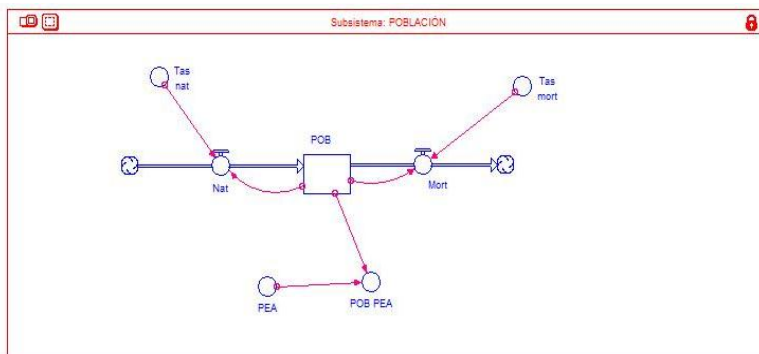 Subsistema: POBLACIÓN
Tas
nat
Tas
mort
POB
Nat
Mort
PEA
POB PEA